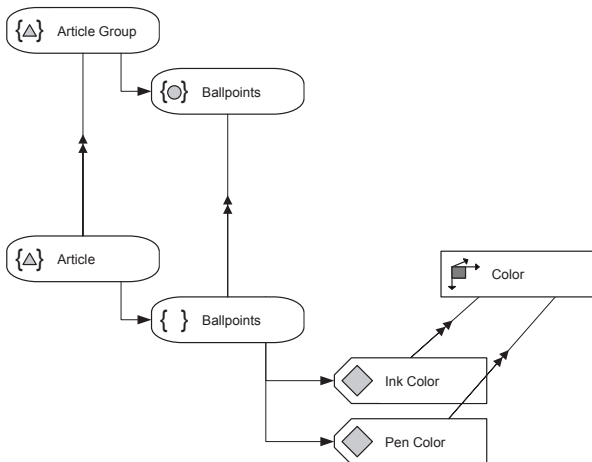 Article Group
Ballpoints
Article
Color
Ballpoints
Ink Color
Pen Color